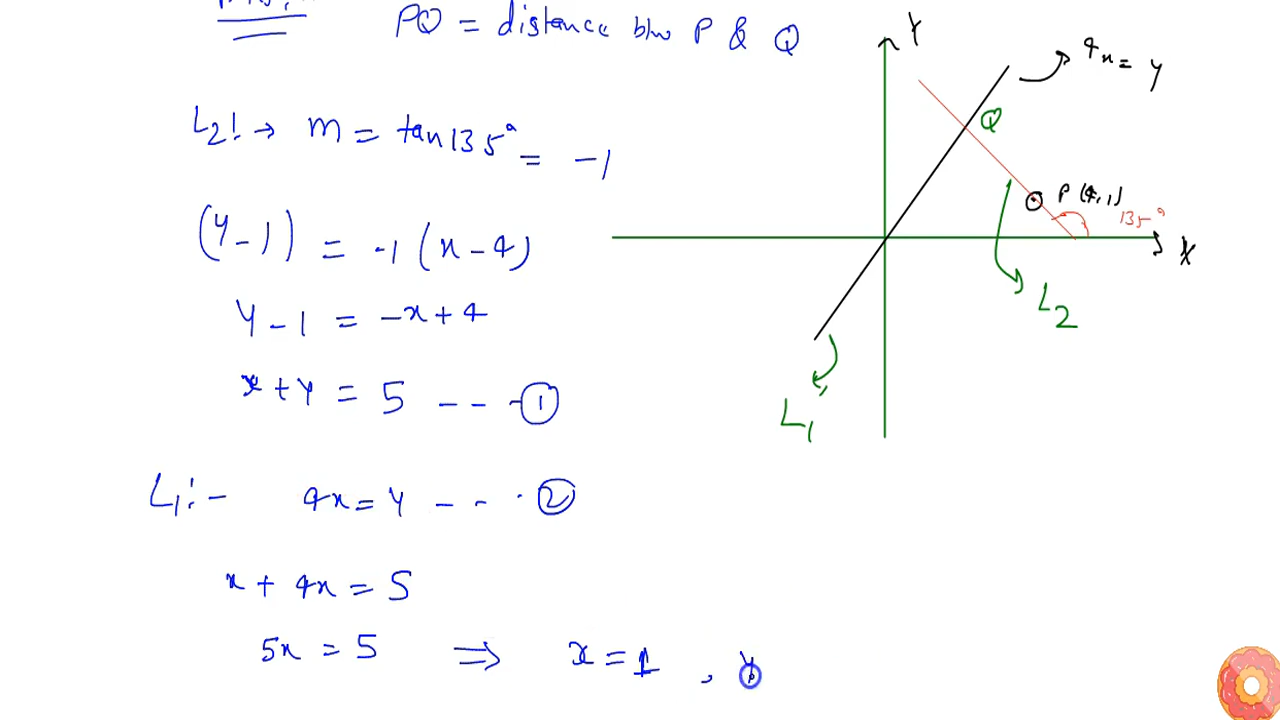 PQ = distance b/w P & Q
L2: → m = tan 135° = -1
(y-1) = -1(x-4)
y-1 = -x+4
x+y = 5 --- ①
L1:- 4x = y --- ②
x + 4x = 5
5x = 5 ⇒ x = 1 , y
Y
4x = y
Q
P(4,1)
135°
X
L2
L1